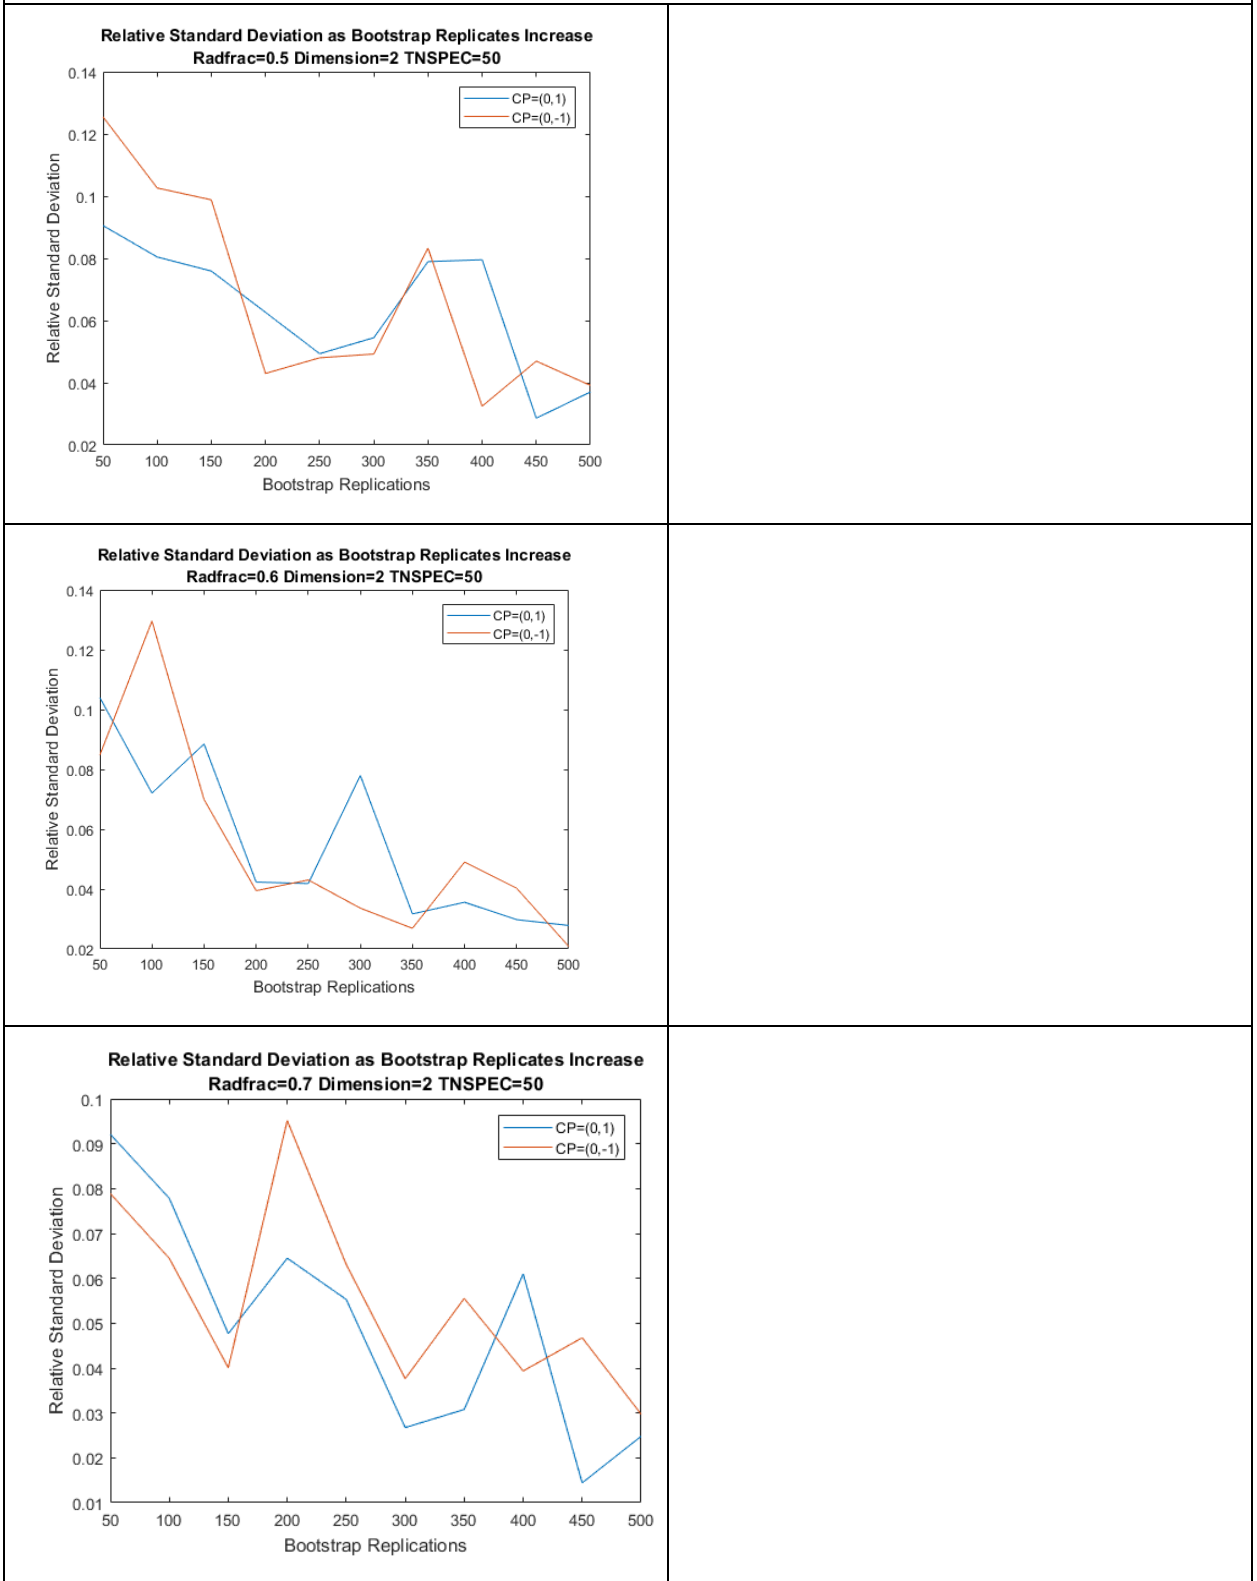 Relative Standard Deviation as Bootstrap Replicates Increase
Radfrac=0.5 Dimension=2 TNSPEC=50
0.14
0.12
0.1
0.08
0.06
0.04
0.02
Relative Standard Deviation
CP=(0,1)
CP=(0,-1)
50 100 150 200 250 300 350 400 450 500
Bootstrap Replications
Relative Standard Deviation as Bootstrap Replicates Increase
Radfrac=0.6 Dimension=2 TNSPEC=50
0.14
0.12
0.1
0.08
0.06
0.04
0.02
Relative Standard Deviation
CP=(0,1)
CP=(0,-1)
50 100 150 200 250 300 350 400 450 500
Bootstrap Replications
Relative Standard Deviation as Bootstrap Replicates Increase
Radfrac=0.7 Dimension=2 TNSPEC=50
0.1
0.09
0.08
0.07
0.06
0.05
0.04
0.03
0.02
0.01
Relative Standard Deviation
CP=(0,1)
CP=(0,-1)
50 100 150 200 250 300 350 400 450 500
Bootstrap Replications